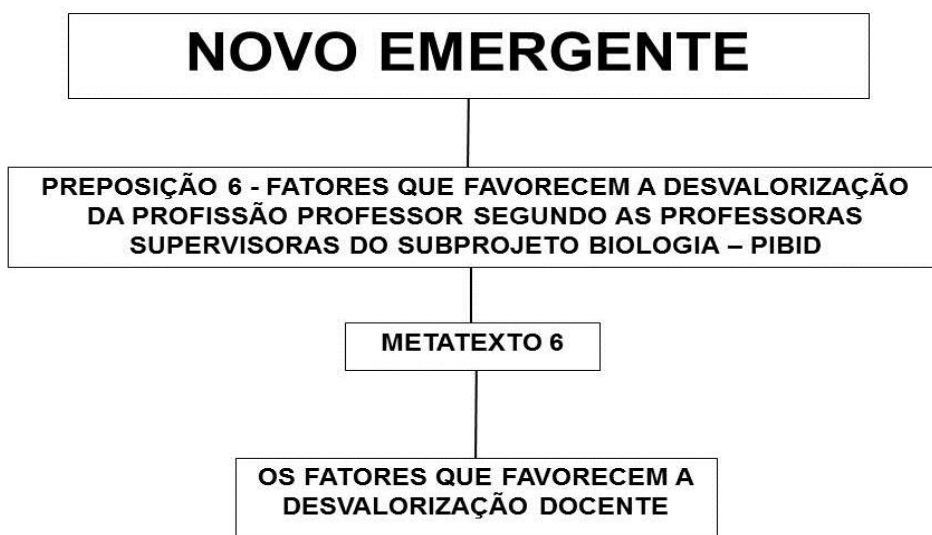 NOVO EMERGENTE
PREPOSIÇÃO 6 - FATORES QUE FAVORECEM A DESVALORIZAÇÃO
DA PROFISSÃO PROFESSOR SEGUNDO AS PROFESSORAS
SUPERVISORAS DO SUBPROJETO BIOLOGIA – PIBID
METATEXTO 6
OS FATORES QUE FAVORECEM A
DESVALORIZAÇÃO DOCENTE